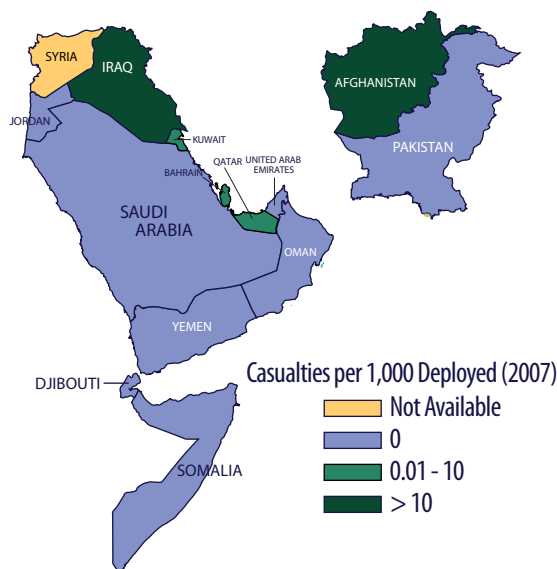 SYRIA
IRAQ
AFGHANISTAN
JORDAN
KUWAIT
PAKISTAN
QATAR
UNITED ARAB
EMIRATES
BAHRAIN
SAUDI
ARABIA
OMAN
YEMEN
DJIBOUTI
SOMALIA
Casualties per 1,000 Deployed (2007)
Not Available
0
0.01 - 10
> 10